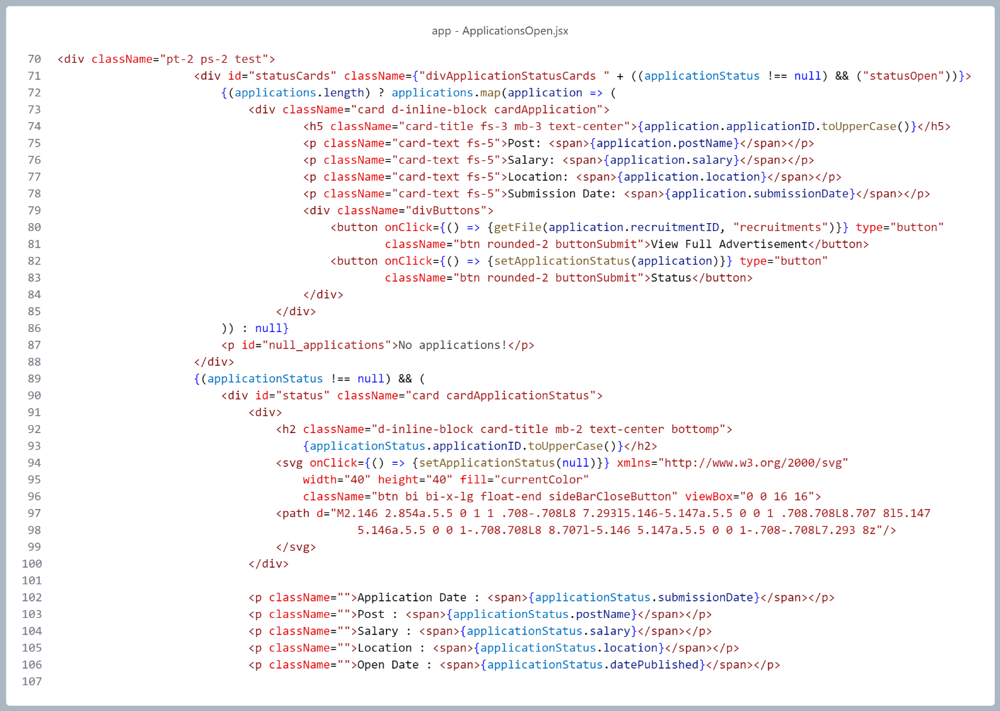 app - ApplicationsOpen.jsx
70 <div className="pt-2 ps-2 test">
71 <div id="statusCards" className={"divApplicationStatusCards " + ((applicationStatus !== null) && ("statusOpen"))}>
72 {(applications.length) ? applications.map(application => (
73 <div className="card d-inline-block cardApplication">
74 <h5 className="card-title fs-3 mb-3 text-center">{application.applicationID.toUpperCase()}</h5>
75 <p className="card-text fs-5">Post: <span>{application.postName}</span></p>
76 <p className="card-text fs-5">Salary: <span>{application.salary}</span></p>
77 <p className="card-text fs-5">Location: <span>{application.location}</span></p>
78 <p className="card-text fs-5">Submission Date: <span>{application.submissionDate}</span></p>
79 <div className="divButtons">
80 <button onClick={() => {getFile(application.recruitmentID, "recruitments")}} type="button"
81 className="btn rounded-2 buttonSubmit">View Full Advertisement</button>
82 <button onClick={() => {setApplicationStatus(application)}} type="button"
83 className="btn rounded-2 buttonSubmit">Status</button>
84 </div>
85 </div>
86 )) : null}
87 <p id="null_applications">No applications!</p>
88 </div>
89 {(applicationStatus !== null) && (
90 <div id="status" className="card cardApplicationStatus">
91 <div>
92 <h2 className="d-inline-block card-title mb-2 text-center bottomp">
93 {applicationStatus.applicationID.toUpperCase()}</h2>
94 <svg onClick={() => {setApplicationStatus(null)}} xmlns="http://www.w3.org/2000/svg"
95 width="40" height="40" fill="currentColor"
96 className="btn bi bi-x-lg float-end sideBarCloseButton" viewBox="0 0 16 16">
97 <path d="M2.146 2.854a.5.5 0 1 1 .708-.708L8 7.293l5.146-5.147a.5.5 0 0 1 .708.708L8.707 8l5.147
98 5.146a.5.5 0 0 1-.708.708L8 8.707l-5.146 5.147a.5.5 0 0 1-.708-.708L7.293 8z"/>
99 </svg>
100 </div>
101
102 <p className="">Application Date : <span>{applicationStatus.submissionDate}</span></p>
103 <p className="">Post : <span>{applicationStatus.postName}</span></p>
104 <p className="">Salary : <span>{applicationStatus.salary}</span></p>
105 <p className="">Location : <span>{applicationStatus.location}</span></p>
106 <p className="">Open Date : <span>{applicationStatus.datePublished}</span></p>
107